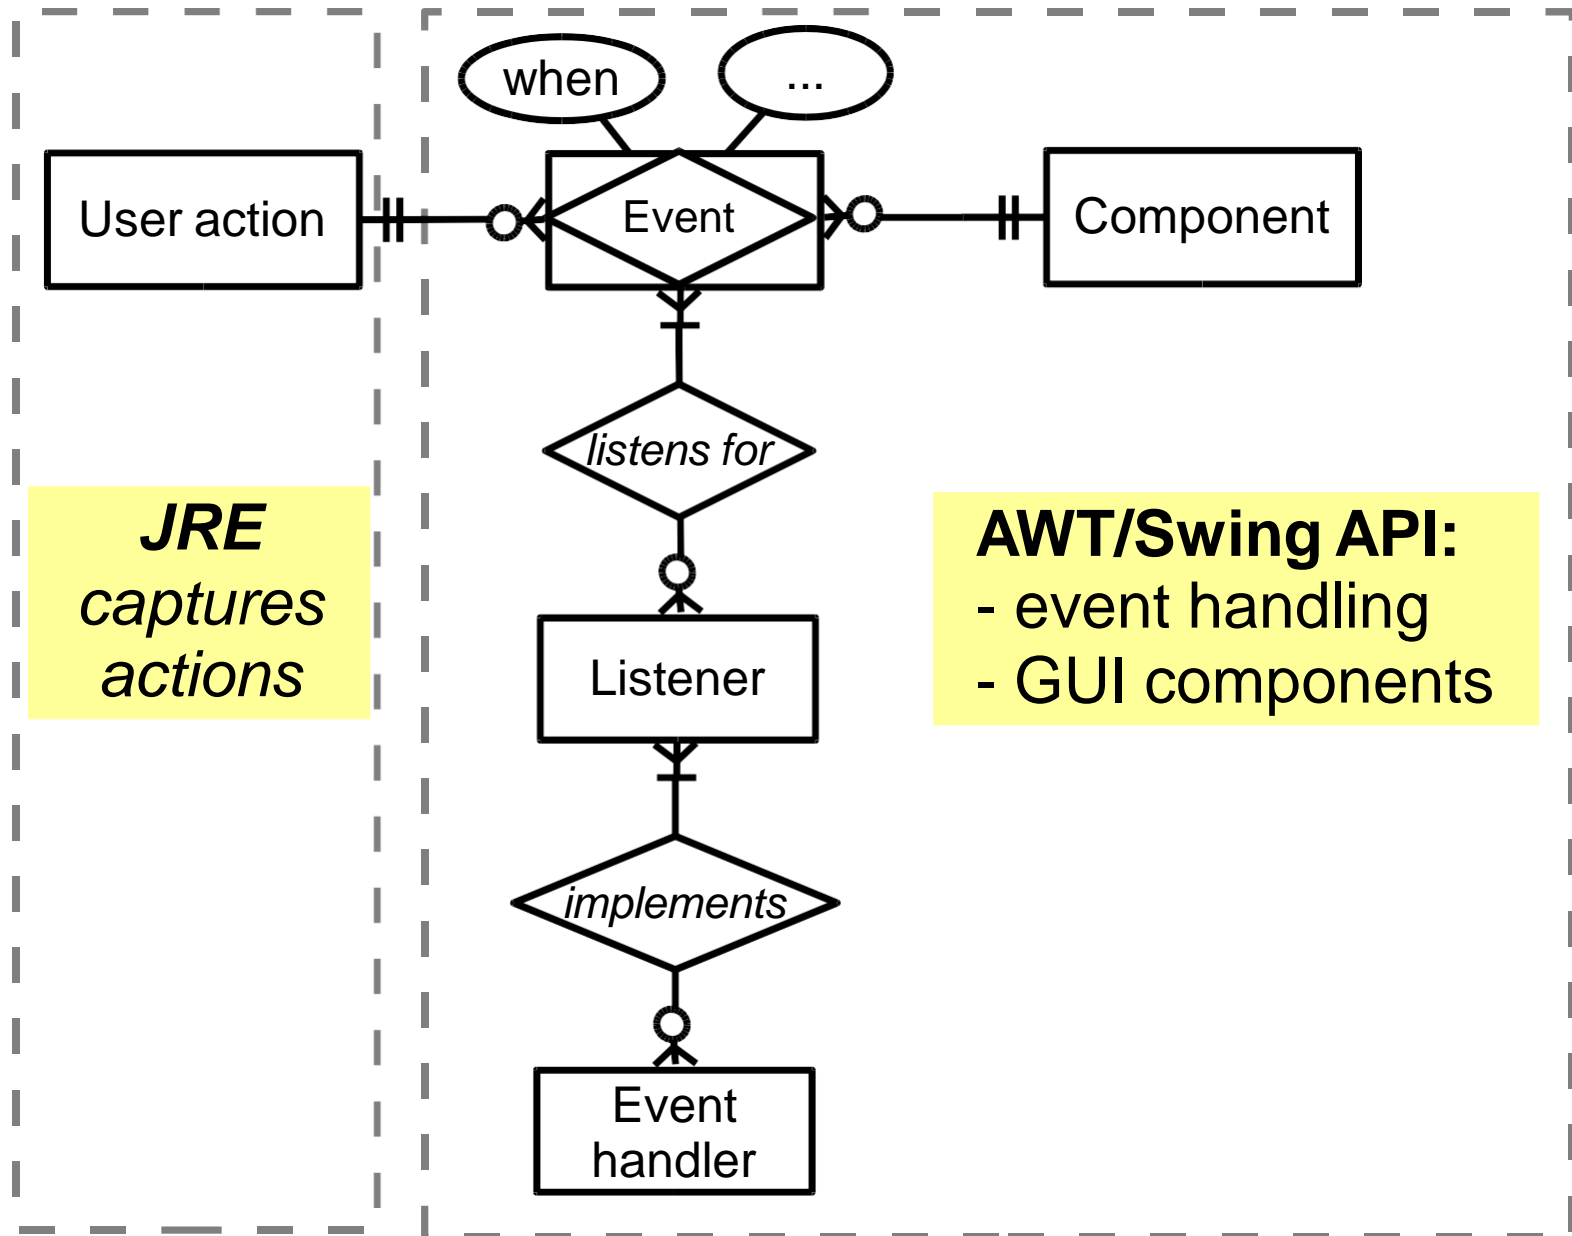 when
...
User action
Event
Component
listens for
JRE
captures
actions
AWT/Swing API:
- event handling
- GUI components
Listener
implements
Event
handler